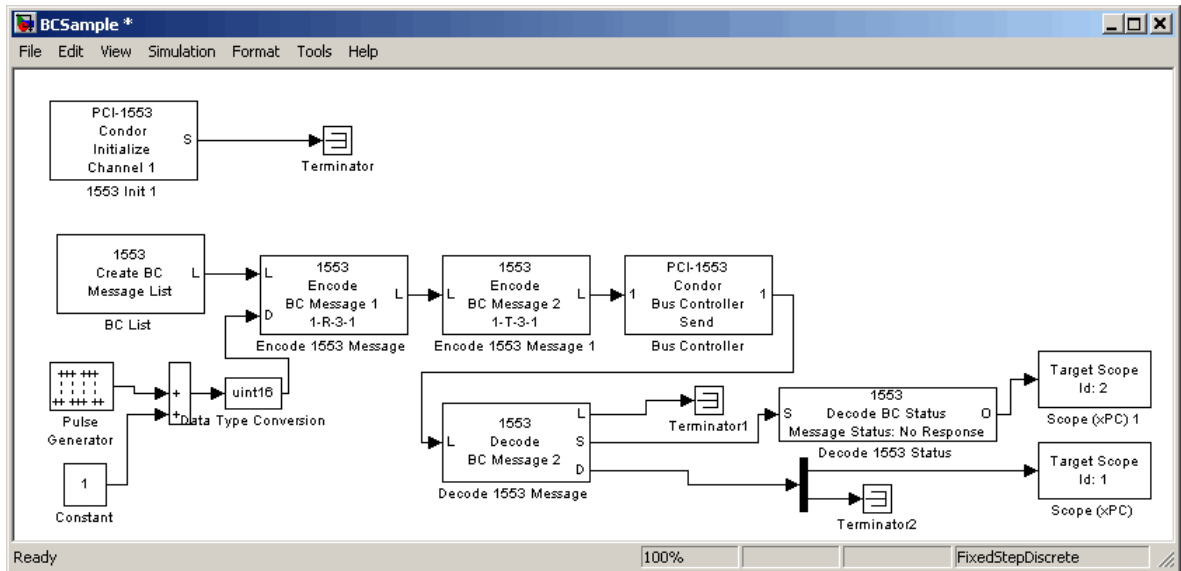 BCSample *
File Edit View Simulation Format Tools Help
PCI-1553
Condor
Initialize
Channel 1
S
1553 Init 1
Terminator
1553
Create BC
Message List
L
BC List
L
D
1553
Encode
BC Message 1
1-R-3-1
L
Encode 1553 Message
L
1553
Encode
BC Message 2
1-T-3-1
L
Encode 1553 Message 1
1
PCI-1553
Condor
Bus Controller
Send
1
Bus Controller
Pulse
Generator
+
+
uint16
Data Type Conversion
1
Constant
L
1553
Decode
BC Message 2
L
S
D
Decode 1553 Message
Terminator1
S
1553
Decode BC Status
Message Status: No Response
O
Decode 1553 Status
Terminator2
Target Scope
Id: 2
Scope (xPC) 1
Target Scope
Id: 1
Scope (xPC)
Ready
100%
FixedStepDiscrete